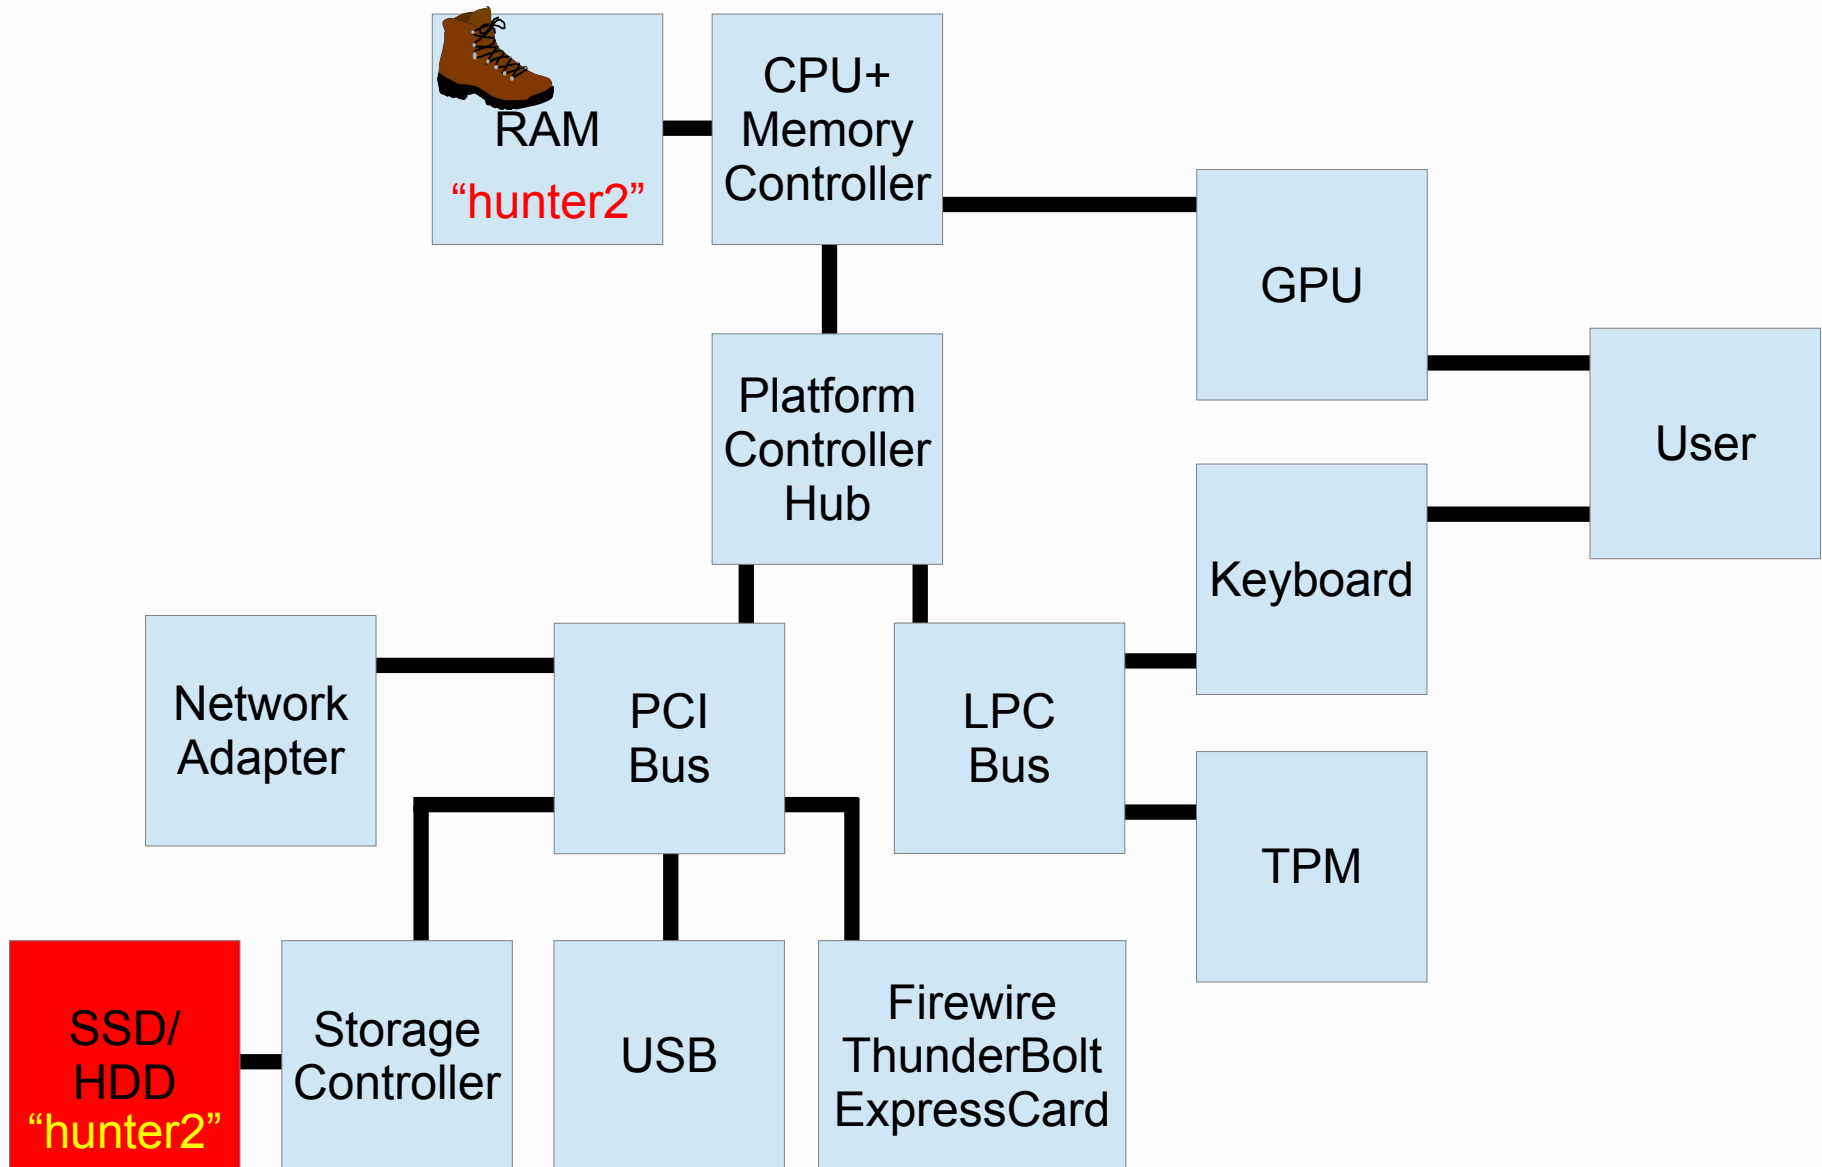 RAM
“hunter2”
CPU+
Memory
Controller
GPU
Platform
Controller
Hub
User
Keyboard
Network
Adapter
PCI
Bus
LPC
Bus
TPM
SSD/
HDD
“hunter2”
Storage
Controller
USB
Firewire
ThunderBolt
ExpressCard